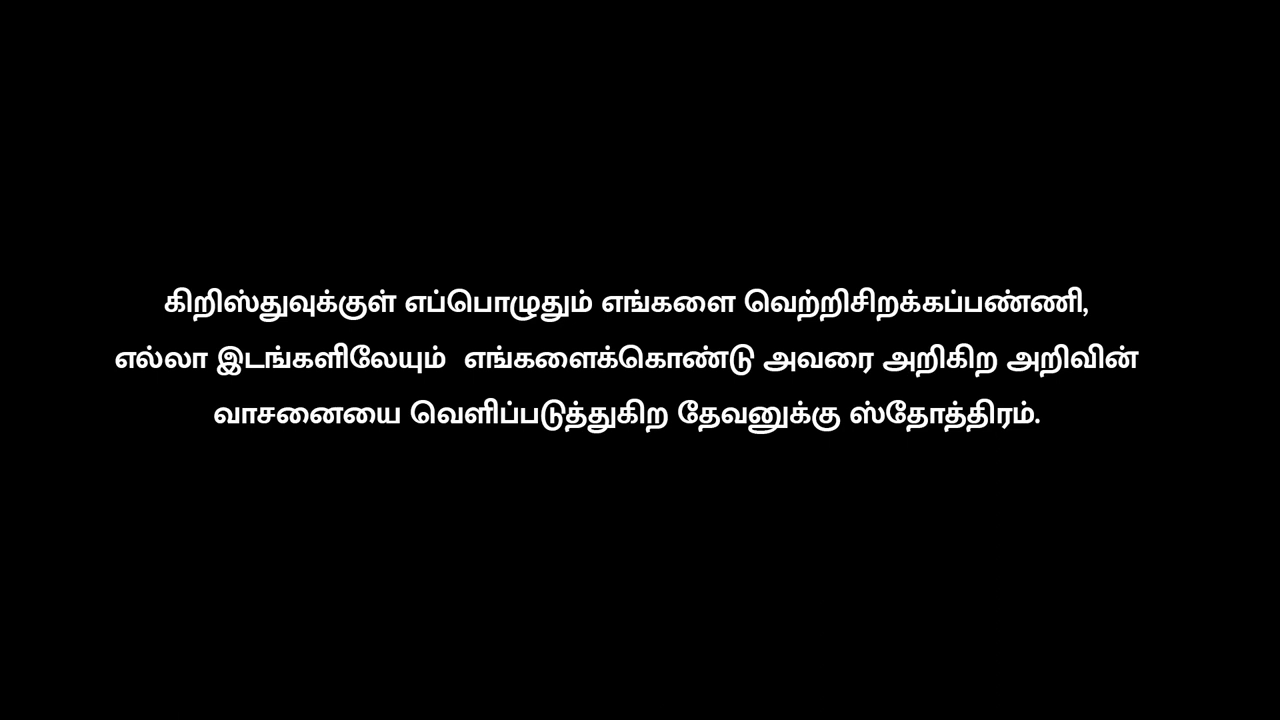 கிறிஸ்துவுக்குள் எப்பொழுதும் எங்களை வெற்றிசிறக்கப்பண்ணி,
எல்லா இடங்களிலேயும் எங்களைக்கொண்டு அவரை அறிகிற அறிவின்
வாசனையை வெளிப்படுத்துகிற தேவனுக்கு ஸ்தோத்திரம்.